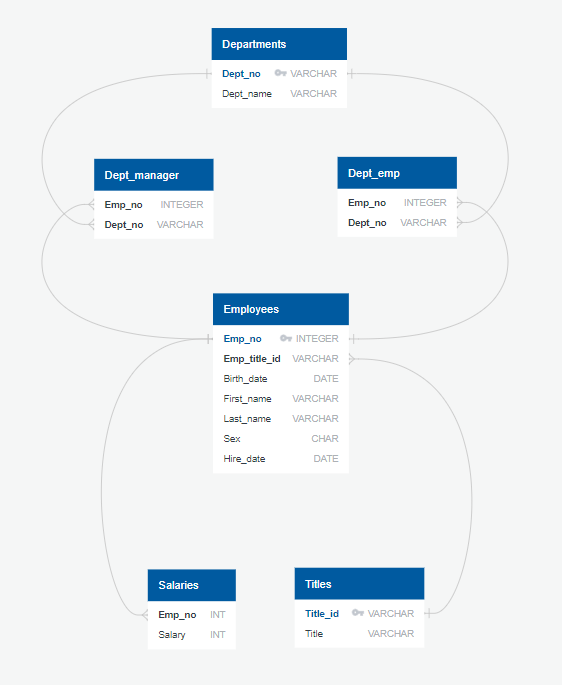 Departments
Dept_no VARCHAR
Dept_name VARCHAR
Dept_manager
Emp_no INTEGER
Dept_no VARCHAR
Dept_emp
Emp_no INTEGER
Dept_no VARCHAR
Employees
Emp_no INTEGER
Emp_title_id VARCHAR
Birth_date DATE
First_name VARCHAR
Last_name VARCHAR
Sex CHAR
Hire_date DATE
Salaries
Emp_no INT
Salary INT
Titles
Title_id VARCHAR
Title VARCHAR